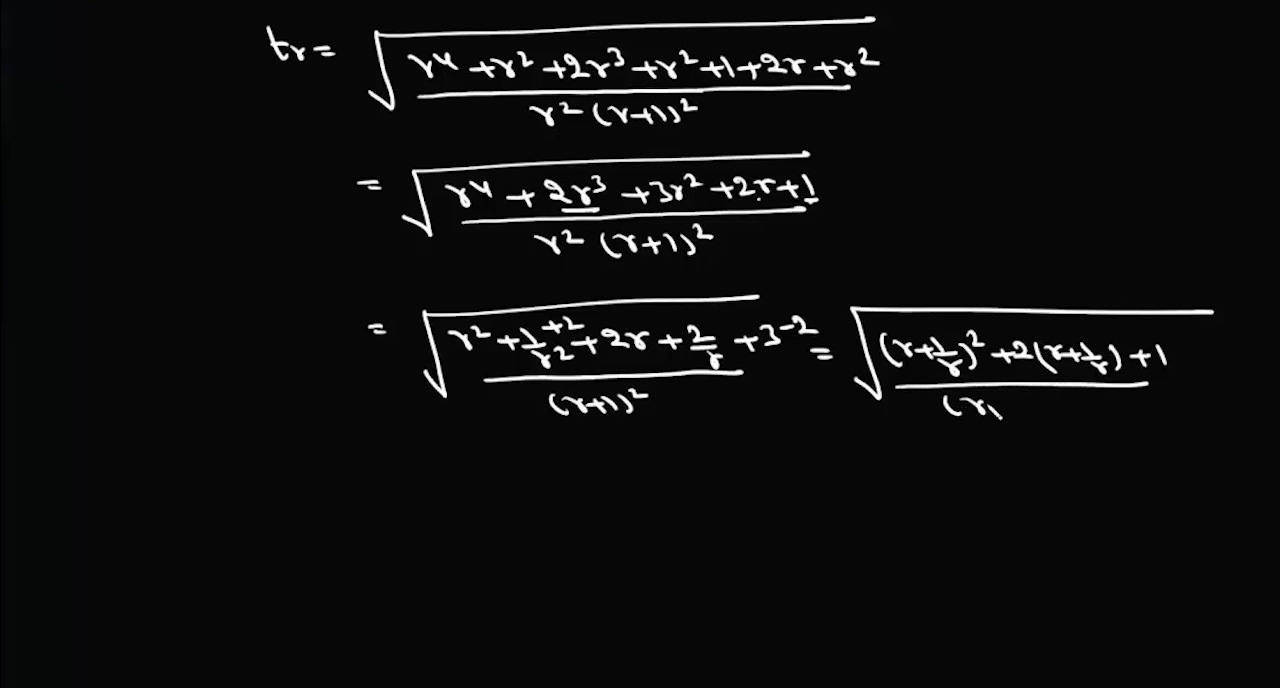 tr = √((r⁴ + r² + 2r³ + r² + 1 + 2r + r²) / (r² (r+1)²))
= √((r⁴ + 2r³ + 3r² + 2r + 1) / (r² (r+1)²))
= √((r² + 1/r² +2 + 2r + 2/r + 3 -2) / ((r+1)²)) = √(((r + 1/r)² + 2(r + 1/r) + 1) / (r